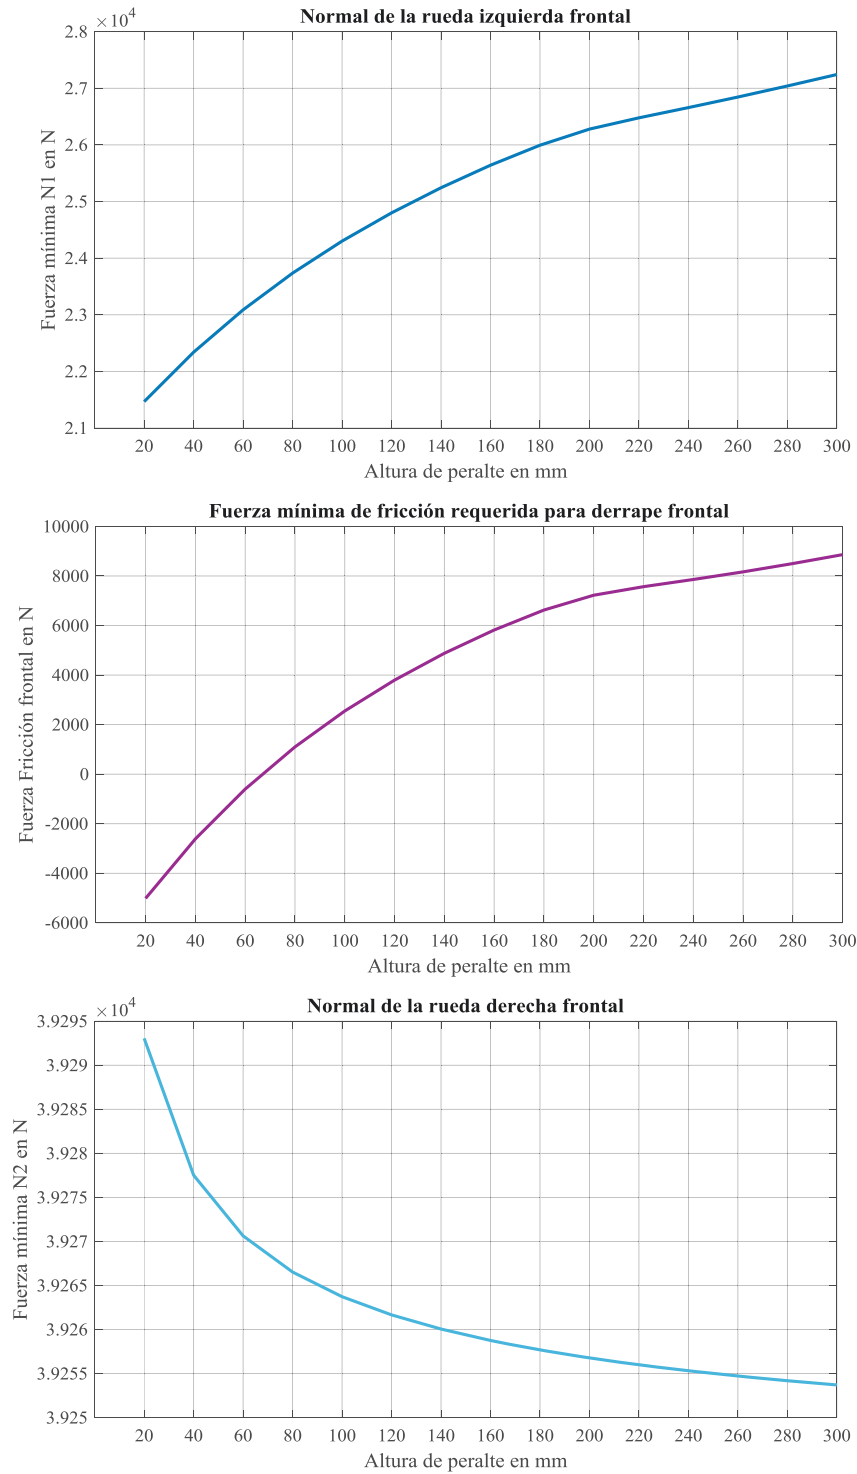 Normal de la rueda izquierda frontal
×10⁴
2.8
2.7
2.6
2.5
2.4
2.3
2.2
2.1
Fuerza mínima N1 en N
20 40 60 80 100 120 140 160 180 200 220 240 260 280 300
Altura de peralte en mm
Fuerza mínima de fricción requerida para derrape frontal
10000
8000
6000
4000
2000
0
-2000
-4000
-6000
Fuerza Fricción frontal en N
20 40 60 80 100 120 140 160 180 200 220 240 260 280 300
Altura de peralte en mm
Normal de la rueda derecha frontal
×10⁴
3.9295
3.929
3.9285
3.928
3.9275
3.927
3.9265
3.926
3.9255
3.925
Fuerza mínima N2 en N
20 40 60 80 100 120 140 160 180 200 220 240 260 280 300
Altura de peralte en mm